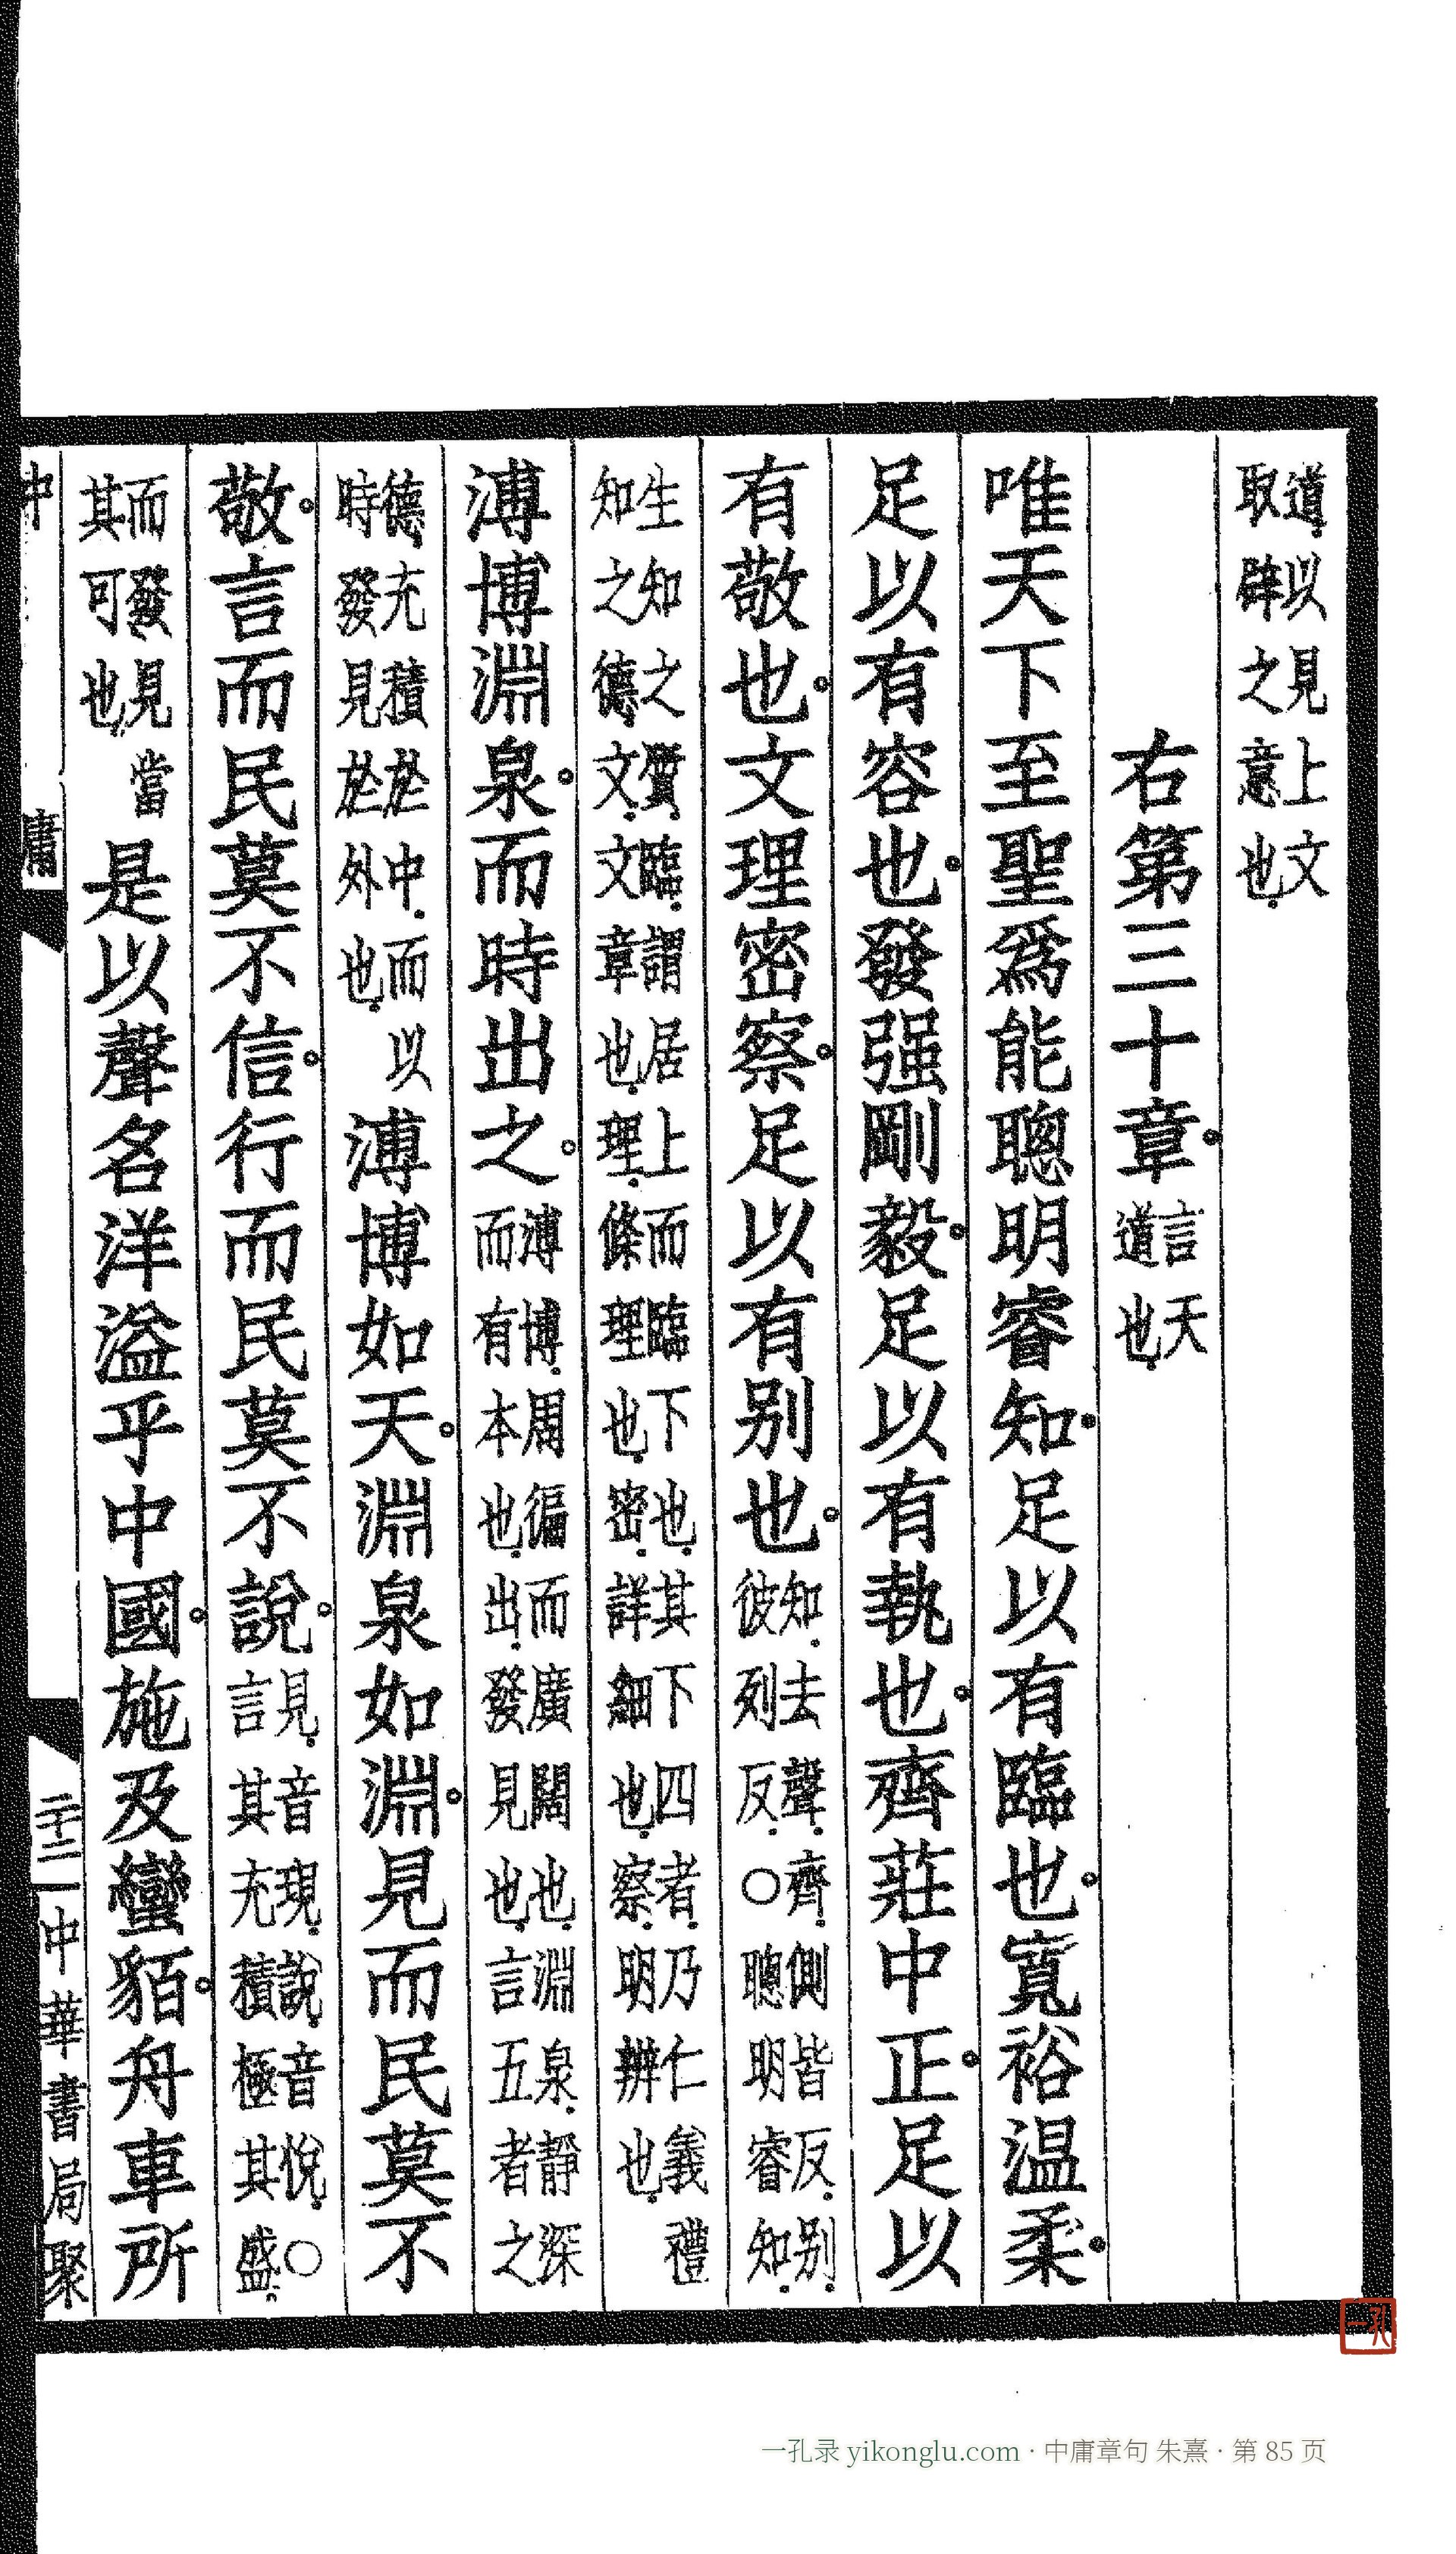 道．以見上文
取辟之意也．
右第三十章。言天
道也．
唯天下至聖爲能聰明睿知。足以有臨也。寬裕温柔。
足以有容也。發强剛毅。足以有執也。齊莊中正。足以
有敬也。文理密察。足以有别也。知．去聲．齊．側皆反．别．
彼列反．○聰明睿知．
生知之質．臨．謂居上而臨下也．其下四者．乃仁義禮
知之德．文．文章也．理．條理也．密．詳細也．察．明辨也．
溥博淵泉。而時出之。溥博．周徧而廣闊也．淵泉．靜深
而有本也．出．發見也．言五者之
德．充積於中．而以
時發見於外也．溥博如天。淵泉如淵。見而民莫不
敬。言而民莫不信。行而民莫不說。見．音現．說．音悅．○
言其充積極其盛．
而發見當
其可也．是以聲名洋溢乎中國。施及蠻貊。舟車所
中庸
二十二
中華書局聚
一孔
一孔录 yikonglu.com · 中庸章句 朱熹 · 第 85 页